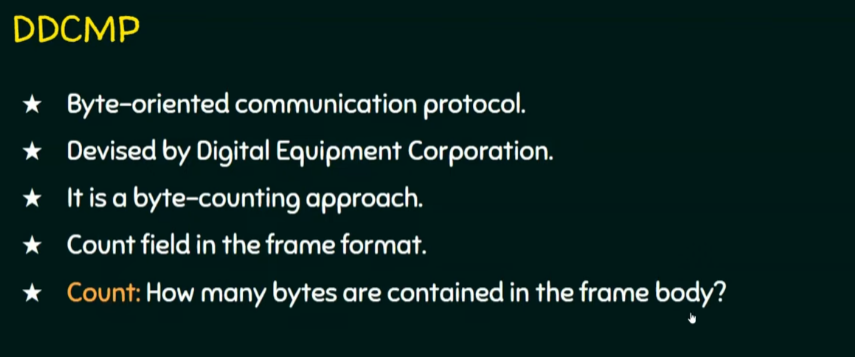 DDCMP
★ Byte-oriented communication protocol.
★ Devised by Digital Equipment Corporation.
★ It is a byte-counting approach.
★ Count field in the frame format.
★ Count: How many bytes are contained in the frame body?